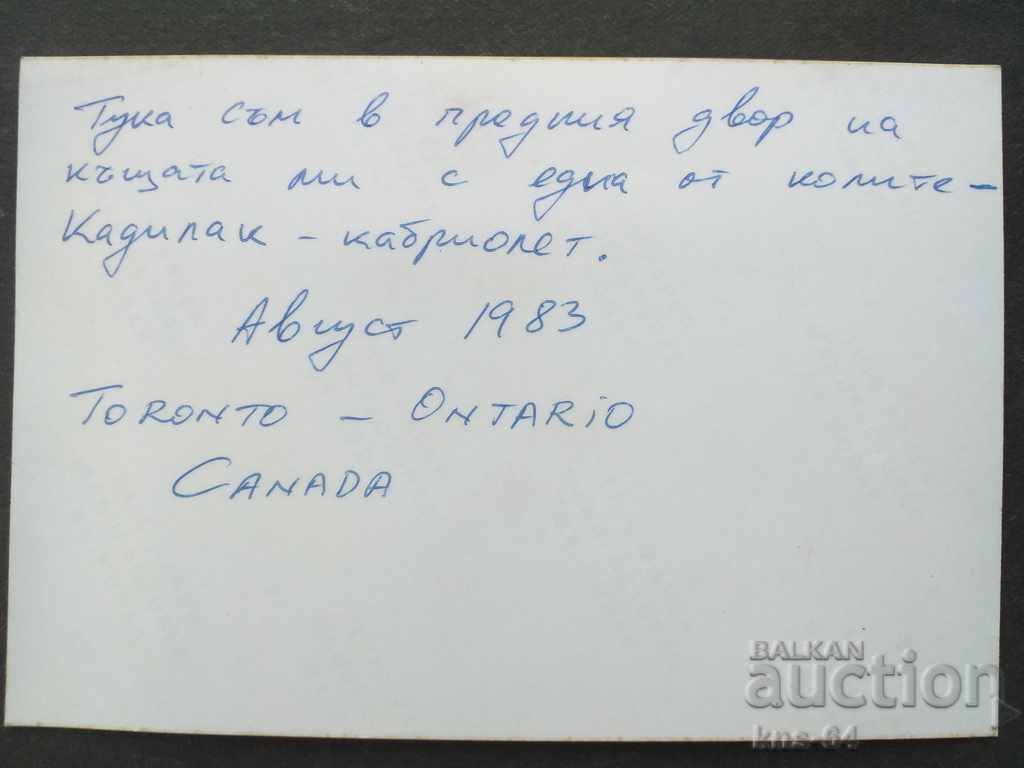 Тука съм в предния двор на
къщата ми с една от колите –
Кадилак – кабриолет.
Август 1983
TORONTO – ONTARIO
CANADA
BALKAN
auction
kns-64